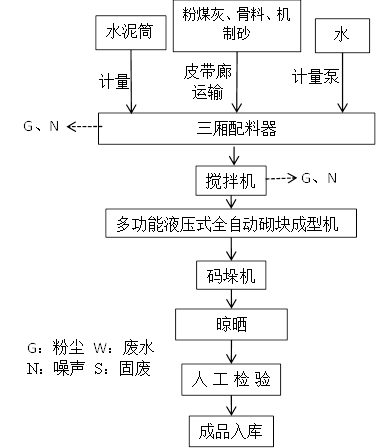 水泥筒
粉煤灰、骨料、机
制砂
水
计量
皮带廊
运输
计量泵
G、N
三厢配料器
搅拌机
G、N
多功能液压式全自动砌块成型机
码垛机
晾晒
G：粉尘 W：废水
N：噪声 S：固废
人工检验
成品入库